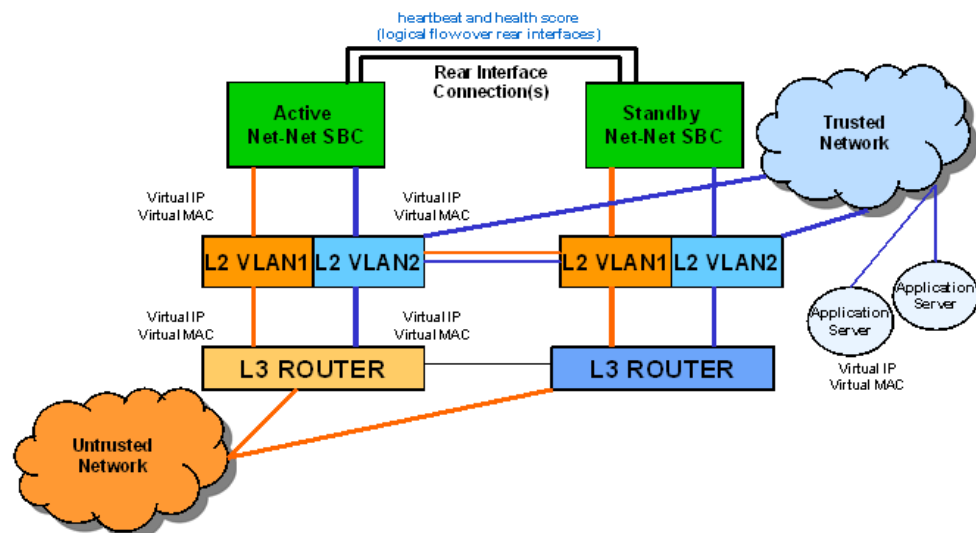 heartbeat and health score
(logical flowover rear interfaces)
Rear Interface
Connection(s)
Active
Net-Net SBC
Standby
Net-Net SBC
Trusted
Network
Virtual IP
Virtual MAC
Virtual IP
Virtual MAC
L2 VLAN1
L2 VLAN2
L2 VLAN1
L2 VLAN2
Application
Server
Application
Server
Virtual IP
Virtual MAC
Virtual IP
Virtual MAC
Virtual IP
Virtual MAC
L3 ROUTER
L3 ROUTER
Untrusted
Network